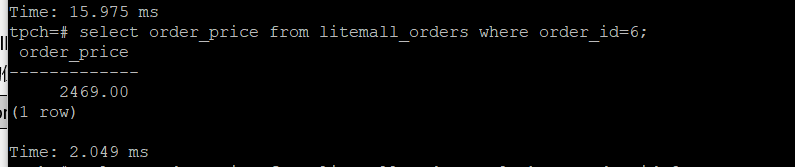 Time: 15.975 ms
tpch=# select order_price from litemall_orders where order_id=6;
order_price
-------------
2469.00
(1 row)
Time: 2.049 ms